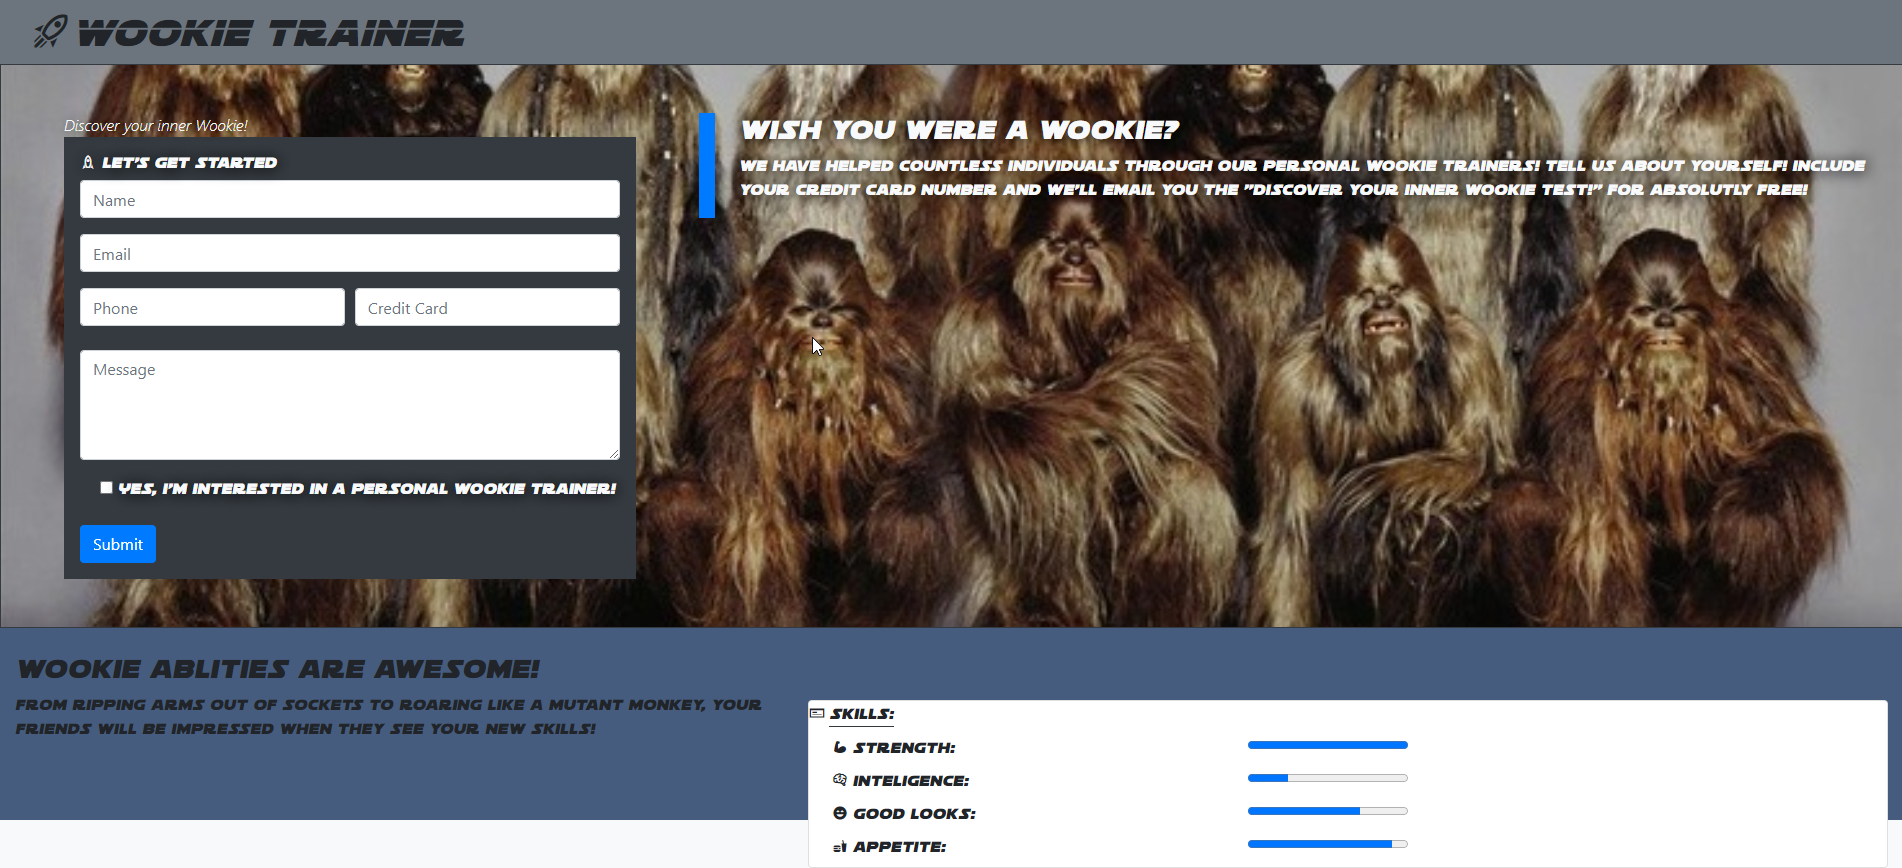 WOOKIE TRAINER
Discover your inner Wookie!
LET'S GET STARTED
Name
Email
Phone
Credit Card
Message
YES, I'M INTERESTED IN A PERSONAL WOOKIE TRAINER!
Submit
WISH YOU WERE A WOOKIE?
WE HAVE HELPED COUNTLESS INDIVIDUALS THROUGH OUR PERSONAL WOOKIE TRAINERS! TELL US ABOUT YOURSELF! INCLUDE
YOUR CREDIT CARD NUMBER AND WE'LL EMAIL YOU THE "DISCOVER YOUR INNER WOOKIE TEST!" FOR ABSOLUTLY FREE!
WOOKIE ABLITIES ARE AWESOME!
FROM RIPPING ARMS OUT OF SOCKETS TO ROARING LIKE A MUTANT MONKEY, YOUR
FRIENDS WILL BE IMPRESSED WHEN THEY SEE YOUR NEW SKILLS!
SKILLS:
STRENGTH:
INTELIGENCE:
GOOD LOOKS:
APPETITE: